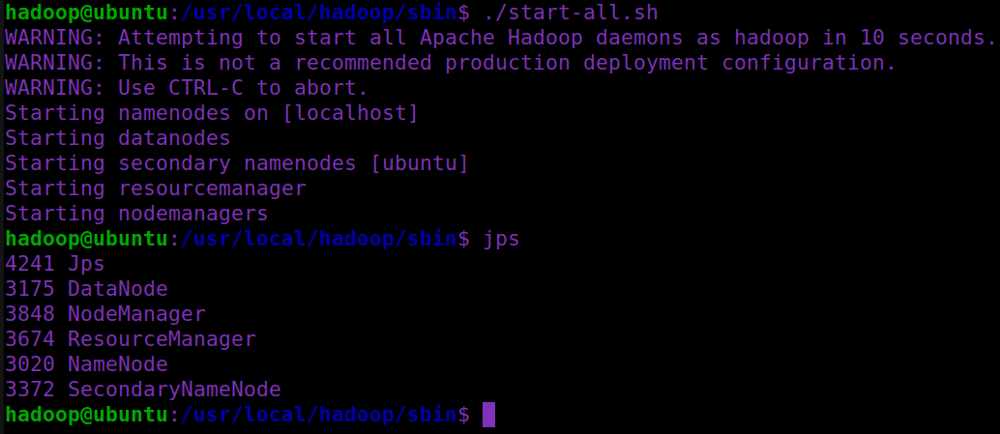 hadoop@ubuntu:/usr/local/hadoop/sbin$ ./start-all.sh
WARNING: Attempting to start all Apache Hadoop daemons as hadoop in 10 seconds.
WARNING: This is not a recommended production deployment configuration.
WARNING: Use CTRL-C to abort.
Starting namenodes on [localhost]
Starting datanodes
Starting secondary namenodes [ubuntu]
Starting resourcemanager
Starting nodemanagers
hadoop@ubuntu:/usr/local/hadoop/sbin$ jps
4241 Jps
3175 DataNode
3848 NodeManager
3674 ResourceManager
3020 NameNode
3372 SecondaryNameNode
hadoop@ubuntu:/usr/local/hadoop/sbin$